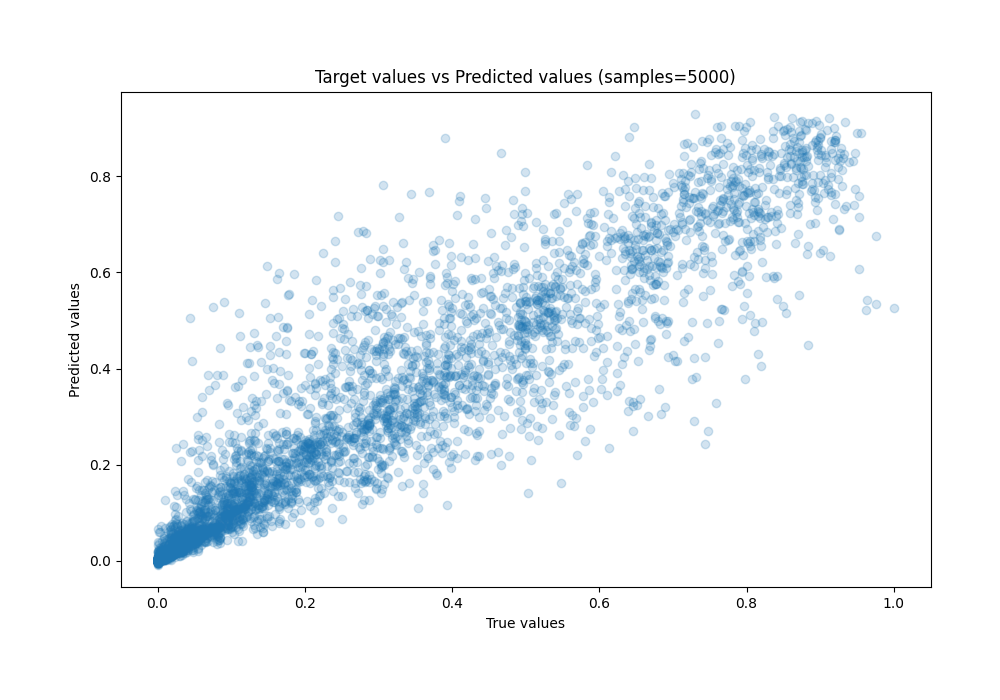 Target values vs Predicted values (samples=5000)
Predicted values
0.8
0.6
0.4
0.2
0.0
0.0 0.2 0.4 0.6 0.8 1.0
True values